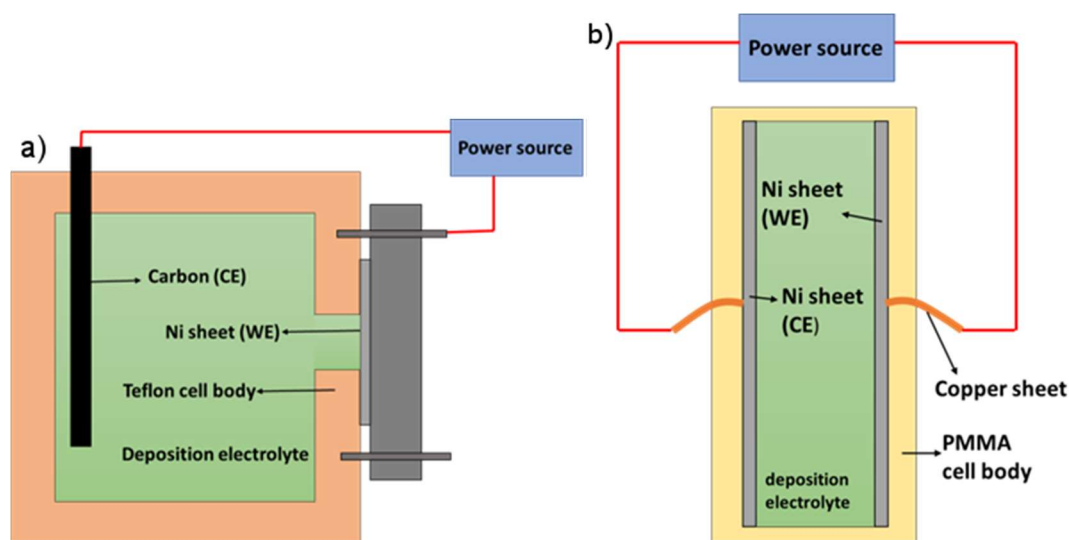 a)
Power source
Carbon (CE)
Ni sheet (WE)
Teflon cell body
Deposition electrolyte
b)
Power source
Ni sheet
(WE)
Ni sheet
(CE)
Copper sheet
PMMA
cell body
deposition
electrolyte